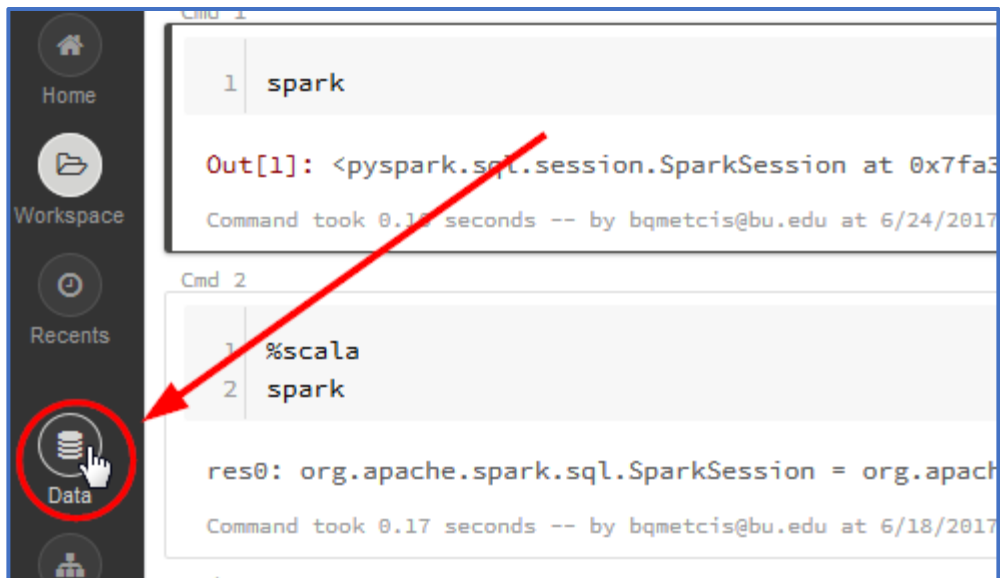 Home
Workspace
Recents
Data
Cmd 1
1 spark
Out[1]: <pyspark.sql.session.SparkSession at 0x7fa3
Command took 0.16 seconds -- by bqmetcis@bu.edu at 6/24/2017
Cmd 2
1 %scala
2 spark
res0: org.apache.spark.sql.SparkSession = org.apach
Command took 0.17 seconds -- by bqmetcis@bu.edu at 6/18/2017